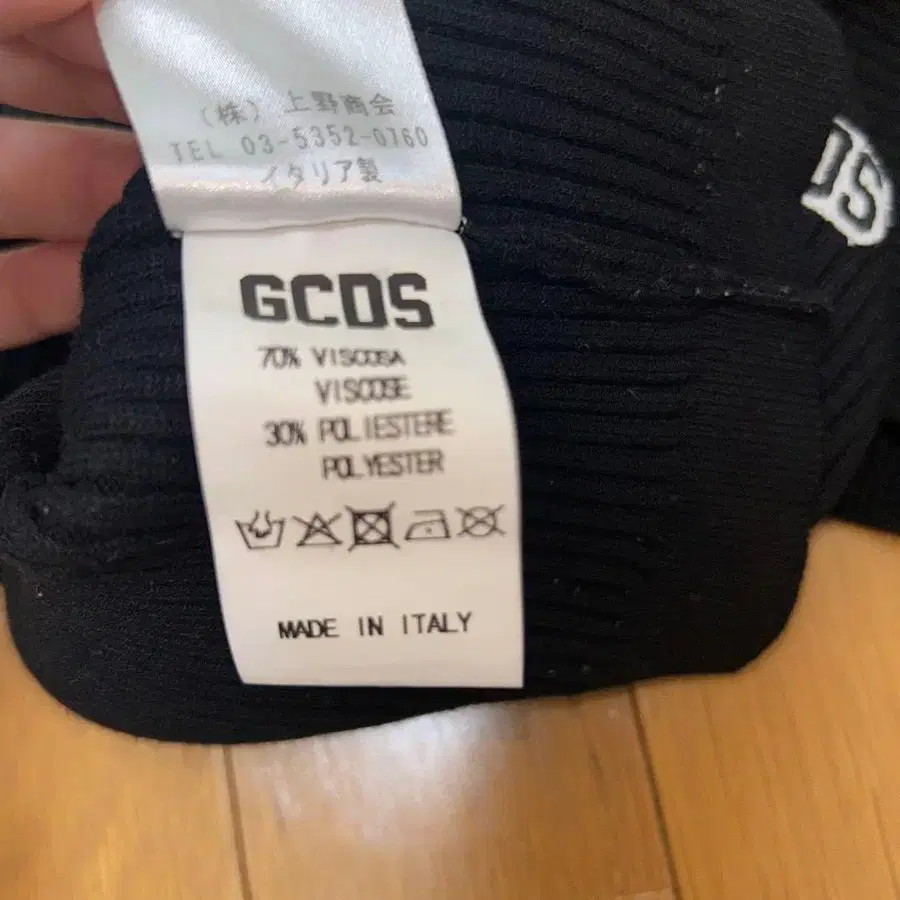 （株）上野商会
TEL 03-5352-0760
イタリア製
GCDS
70% VISCOSA
VISCOSE
30% POLIESTERE
POLYESTER
MADE IN ITALY
IS